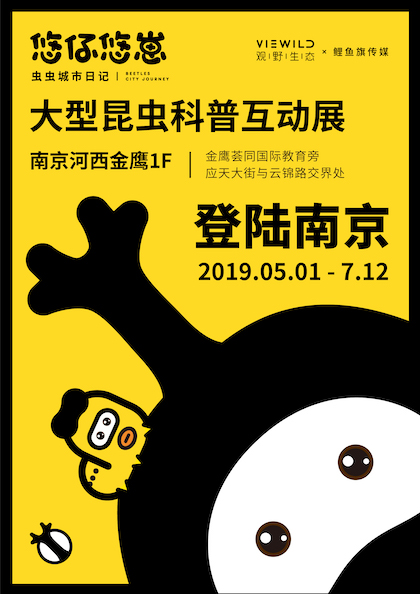 悠仔悠崽
虫虫城市日记 | BEETLES CITY JOURNEY
VIEWILD 观野生态 × 鲤鱼旗传媒
大型昆虫科普互动展
南京河西金鹰1F
金鹰荟同国际教育旁
应天大街与云锦路交界处
登陆南京
2019.05.01 - 7.12